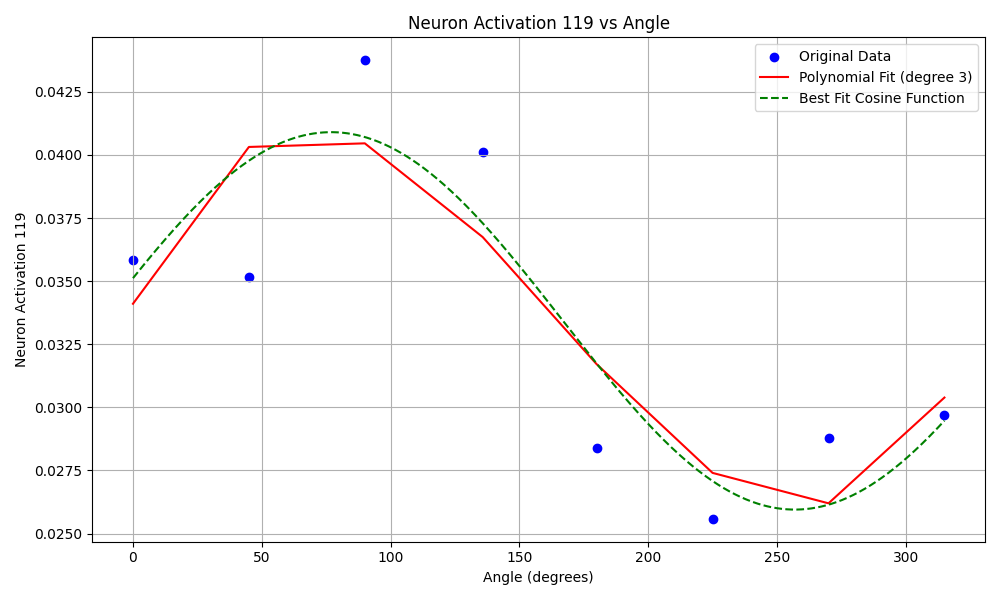 Neuron Activation 119 vs Angle
Original Data
Polynomial Fit (degree 3)
Best Fit Cosine Function
Neuron Activation 119
0.0425
0.0400
0.0375
0.0350
0.0325
0.0300
0.0275
0.0250
0 50 100 150 200 250 300
Angle (degrees)